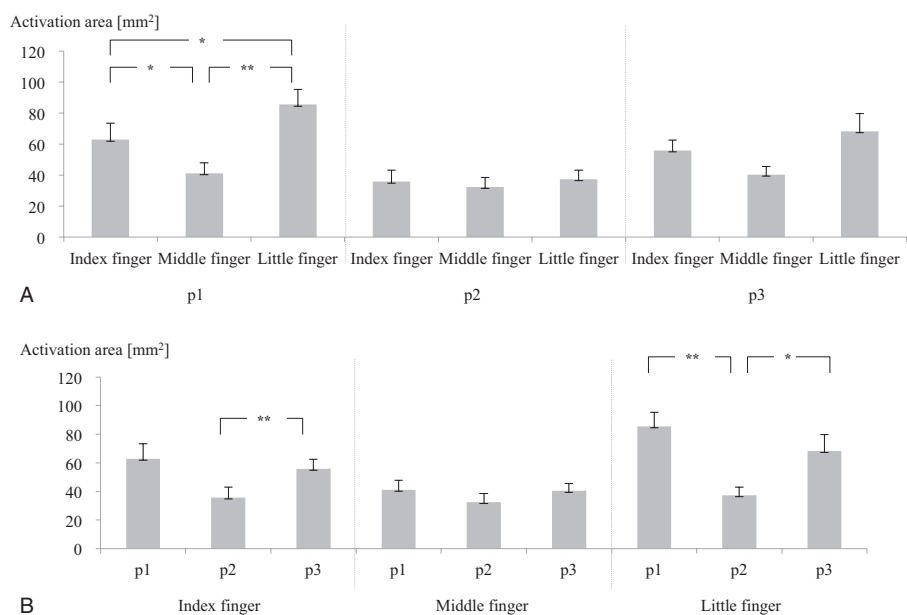 Activation area [mm²]
120
100
80
60
40
20
0
*
*
**
Index finger Middle finger Little finger
Index finger Middle finger Little finger
Index finger Middle finger Little finger
p1
p2
p3
A
Activation area [mm²]
120
100
80
60
40
20
0
**
**
*
p1 p2 p3
p1 p2 p3
p1 p2 p3
Index finger
Middle finger
Little finger
B